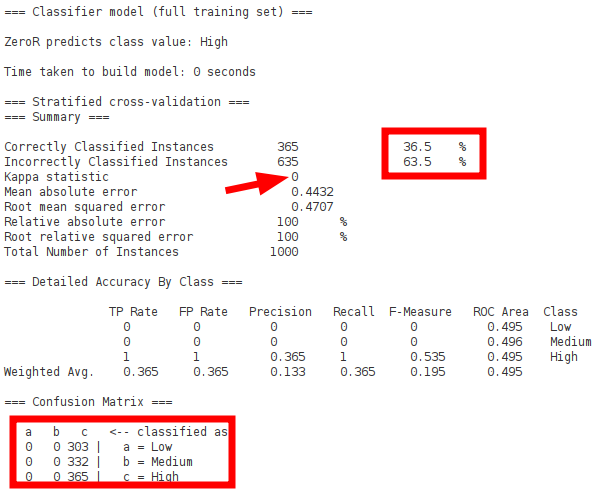 === Classifier model (full training set) ===
ZeroR predicts class value: High
Time taken to build model: 0 seconds
=== Stratified cross-validation ===
=== Summary ===
Correctly Classified Instances 365 36.5 %
Incorrectly Classified Instances 635 63.5 %
Kappa statistic 0
Mean absolute error 0.4432
Root mean squared error 0.4707
Relative absolute error 100 %
Root relative squared error 100 %
Total Number of Instances 1000
=== Detailed Accuracy By Class ===
TP Rate FP Rate Precision Recall F-Measure ROC Area Class
0 0 0 0 0 0.495 Low
0 0 0 0 0 0.496 Medium
1 1 0.365 1 0.535 0.495 High
Weighted Avg. 0.365 0.365 0.133 0.365 0.195 0.495
=== Confusion Matrix ===
a b c <-- classified as
0 0 303 | a = Low
0 0 332 | b = Medium
0 0 365 | c = High